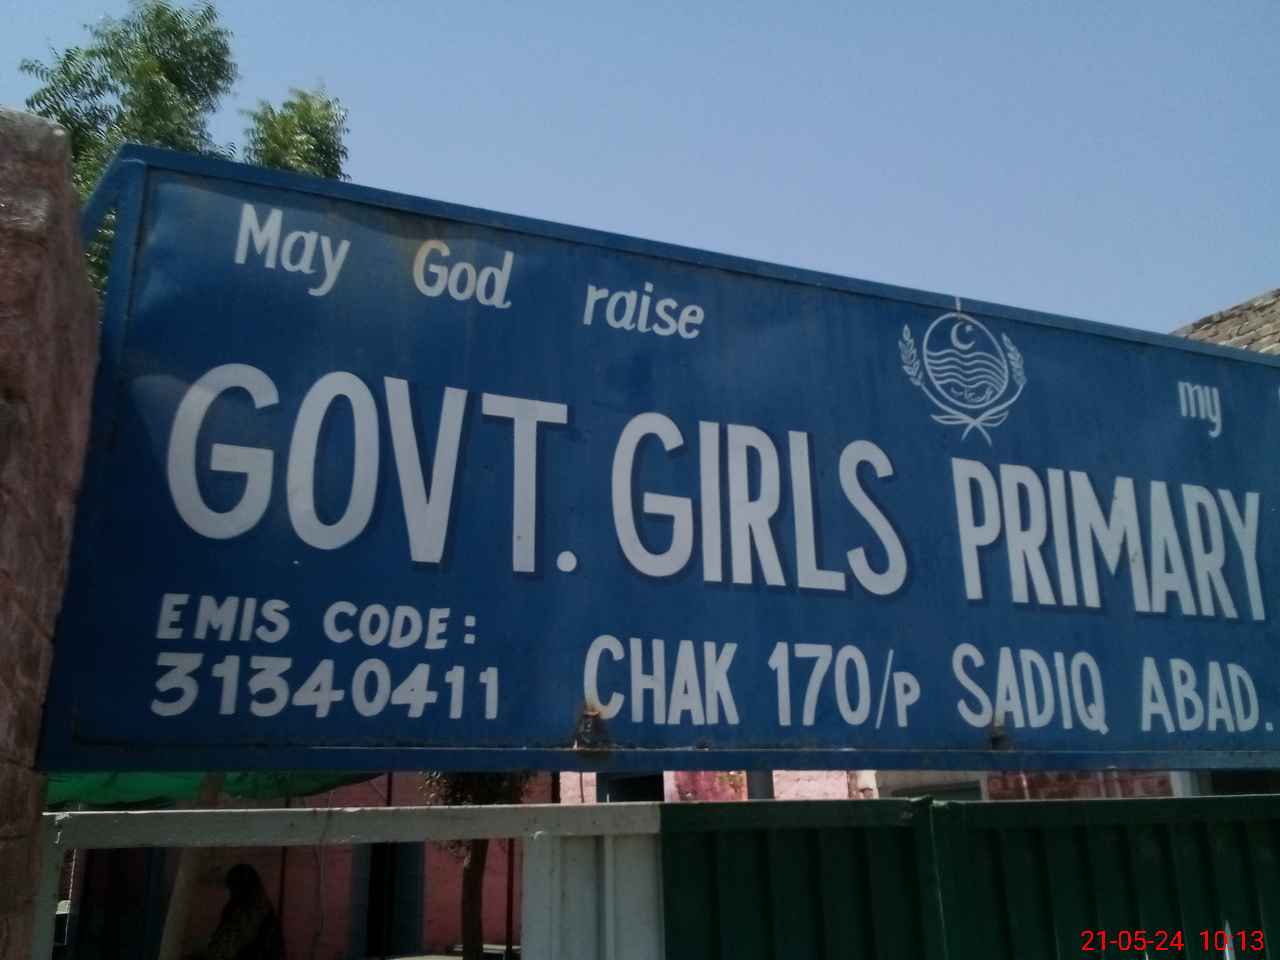 May God raise my
GOVT. GIRLS PRIMARY
EMIS CODE:
31340411
CHAK 170/P SADIQ ABAD.
21-05-24 10:13